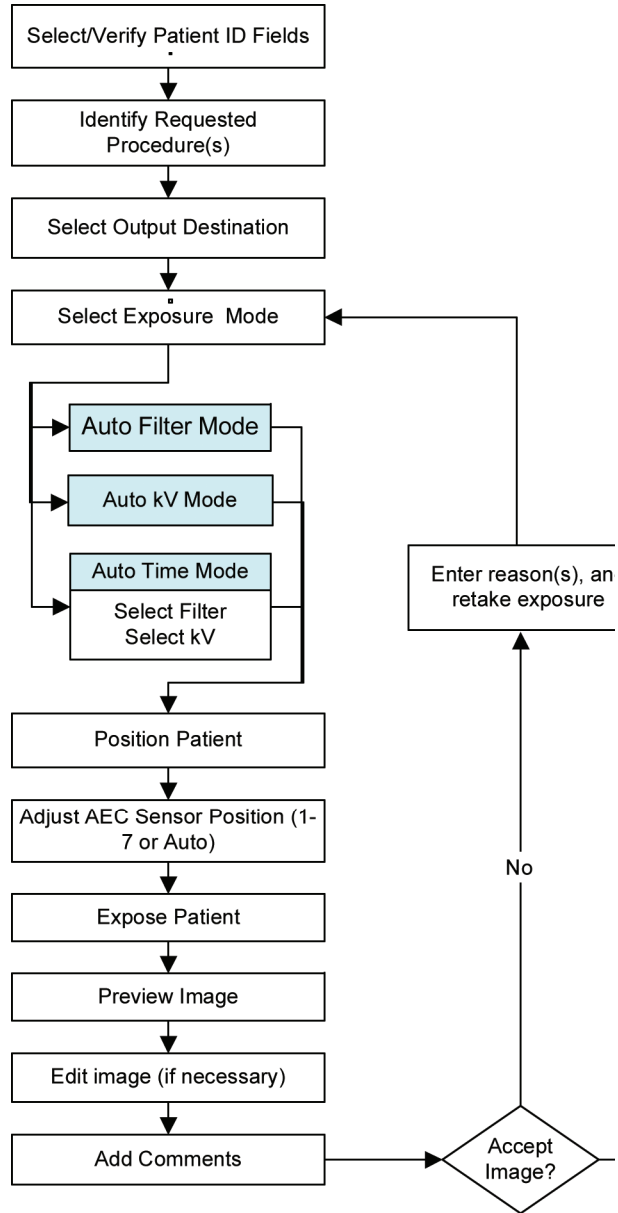 Select/Verify Patient ID Fields
Identify Requested
Procedure(s)
Select Output Destination
Select Exposure Mode
Auto Filter Mode
Auto kV Mode
Auto Time Mode
Select Filter
Select kV
Enter reason(s), an
retake exposure
Position Patient
Adjust AEC Sensor Position (1-
7 or Auto)
Expose Patient
No
Preview Image
Edit image (if necessary)
Add Comments
Accept
Image?